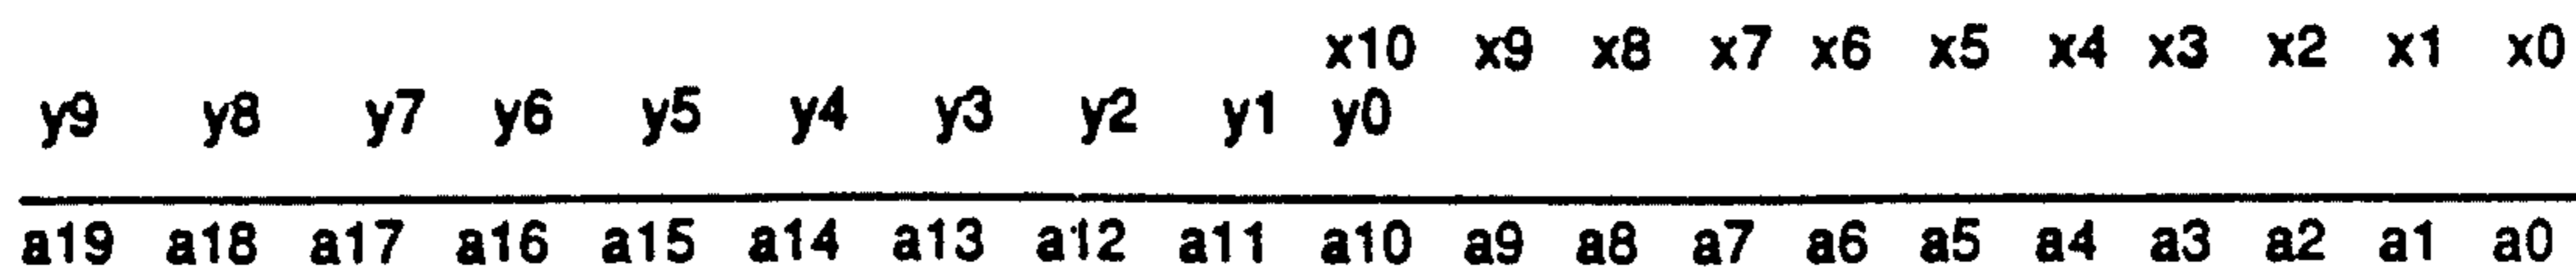 x10 x9 x8 x7 x6 x5 x4 x3 x2 x1 x0
y9 y8 y7 y6 y5 y4 y3 y2 y1 y0
a19 a18 a17 a16 a15 a14 a13 a12 a11 a10 a9 a8 a7 a6 a5 a4 a3 a2 a1 a0